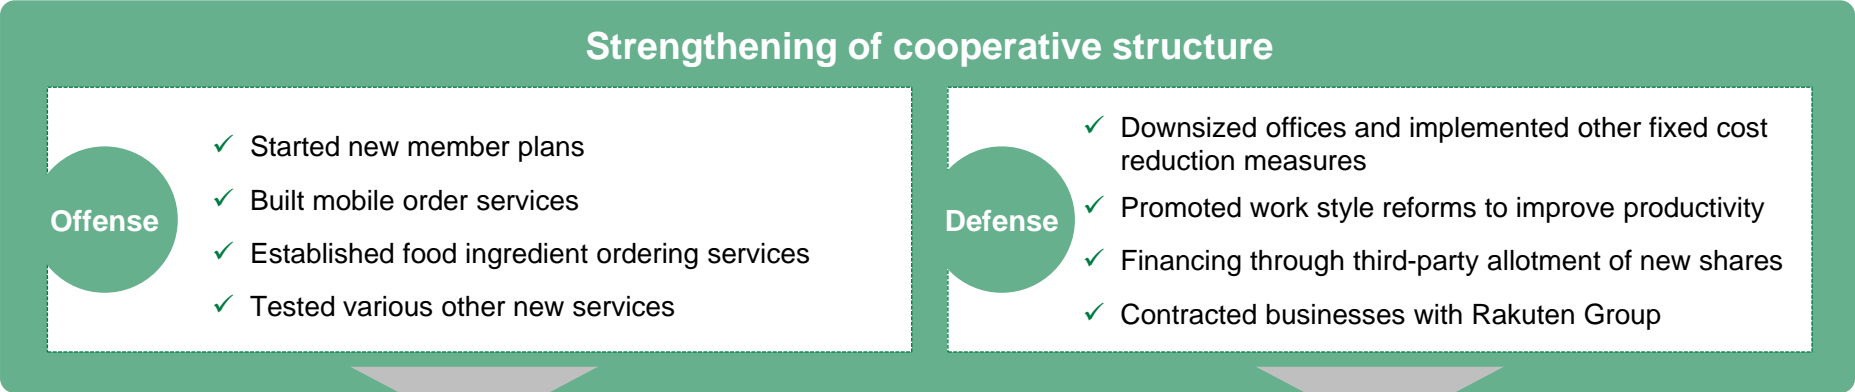 Strengthening of cooperative structure
Offense
✓ Started new member plans
✓ Built mobile order services
✓ Established food ingredient ordering services
✓ Tested various other new services
Defense
✓ Downsized offices and implemented other fixed cost
reduction measures
✓ Promoted work style reforms to improve productivity
✓ Financing through third-party allotment of new shares
✓ Contracted businesses with Rakuten Group